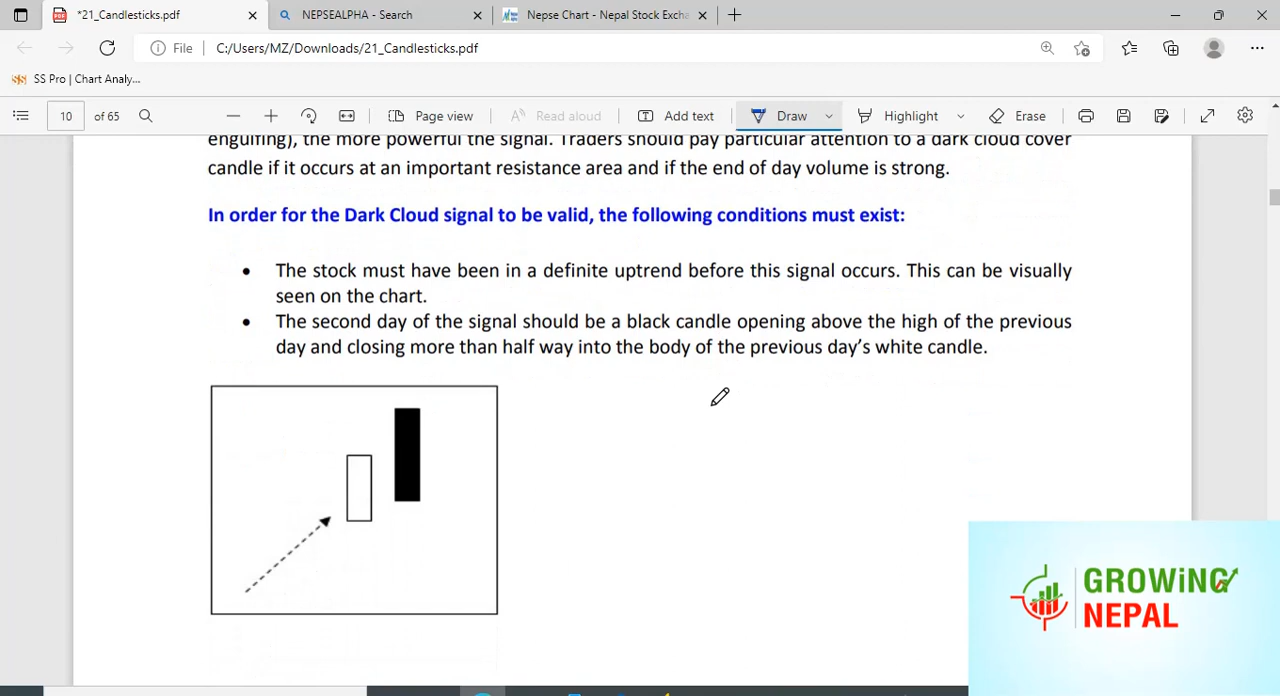 *21_Candlesticks.pdf
NEPSEALPHA - Search
Nepse Chart - Nepal Stock Excha
File
C:/Users/MZ/Downloads/21_Candlesticks.pdf
SS Pro | Chart Analy...
10 of 65
Page view
Read aloud
Add text
Draw
Highlight
Erase
engulfing), the more powerful the signal. Traders should pay particular attention to a dark cloud cover
candle if it occurs at an important resistance area and if the end of day volume is strong.
In order for the Dark Cloud signal to be valid, the following conditions must exist:
• The stock must have been in a definite uptrend before this signal occurs. This can be visually
seen on the chart.
• The second day of the signal should be a black candle opening above the high of the previous
day and closing more than half way into the body of the previous day’s white candle.
GROWiNG
NEPAL